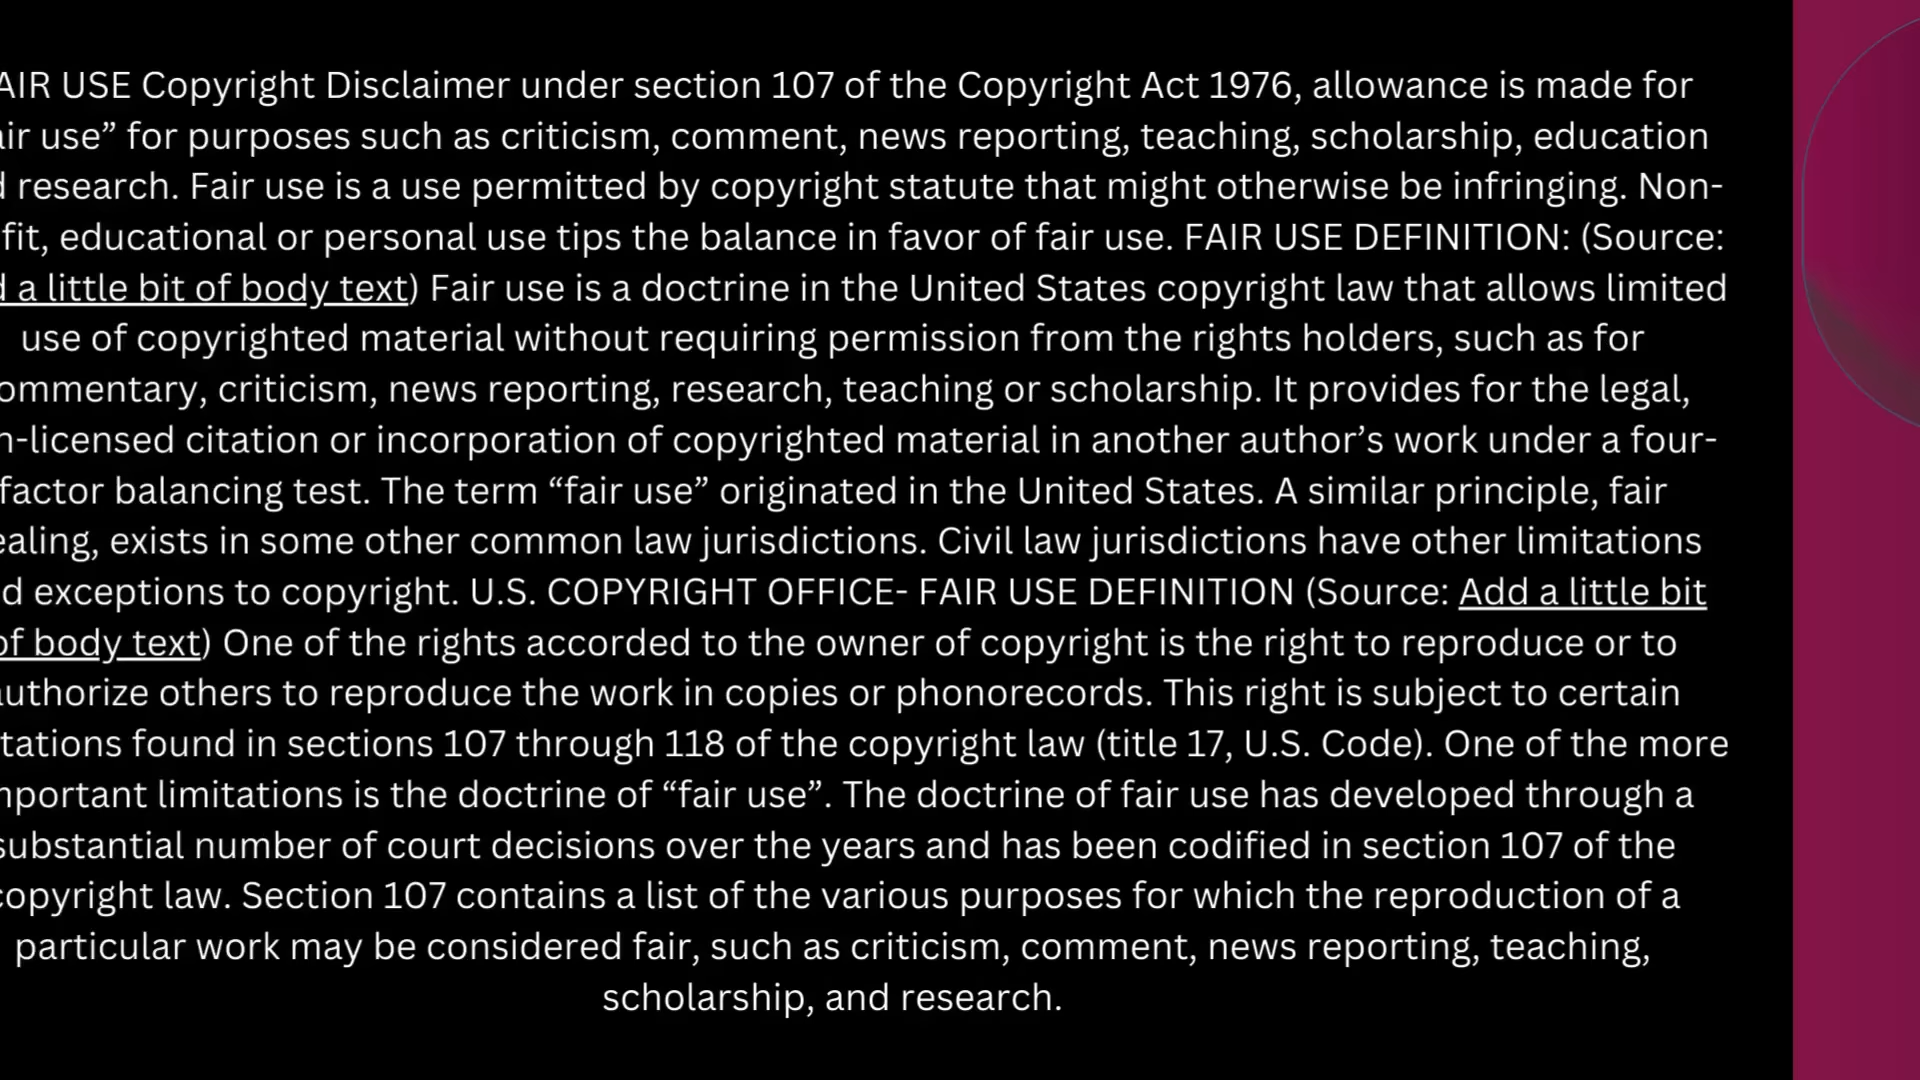 AIR USE Copyright Disclaimer under section 107 of the Copyright Act 1976, allowance is made for
air use” for purposes such as criticism, comment, news reporting, teaching, scholarship, education
d research. Fair use is a use permitted by copyright statute that might otherwise be infringing. Non-
fit, educational or personal use tips the balance in favor of fair use. FAIR USE DEFINITION: (Source:
d a little bit of body text) Fair use is a doctrine in the United States copyright law that allows limited
use of copyrighted material without requiring permission from the rights holders, such as for
ommentary, criticism, news reporting, research, teaching or scholarship. It provides for the legal,
n-licensed citation or incorporation of copyrighted material in another author’s work under a four-
factor balancing test. The term “fair use” originated in the United States. A similar principle, fair
ealing, exists in some other common law jurisdictions. Civil law jurisdictions have other limitations
d exceptions to copyright. U.S. COPYRIGHT OFFICE- FAIR USE DEFINITION (Source: Add a little bit
of body text) One of the rights accorded to the owner of copyright is the right to reproduce or to
authorize others to reproduce the work in copies or phonorecords. This right is subject to certain
tations found in sections 107 through 118 of the copyright law (title 17, U.S. Code). One of the more
mportant limitations is the doctrine of “fair use”. The doctrine of fair use has developed through a
substantial number of court decisions over the years and has been codified in section 107 of the
copyright law. Section 107 contains a list of the various purposes for which the reproduction of a
particular work may be considered fair, such as criticism, comment, news reporting, teaching,
scholarship, and research.